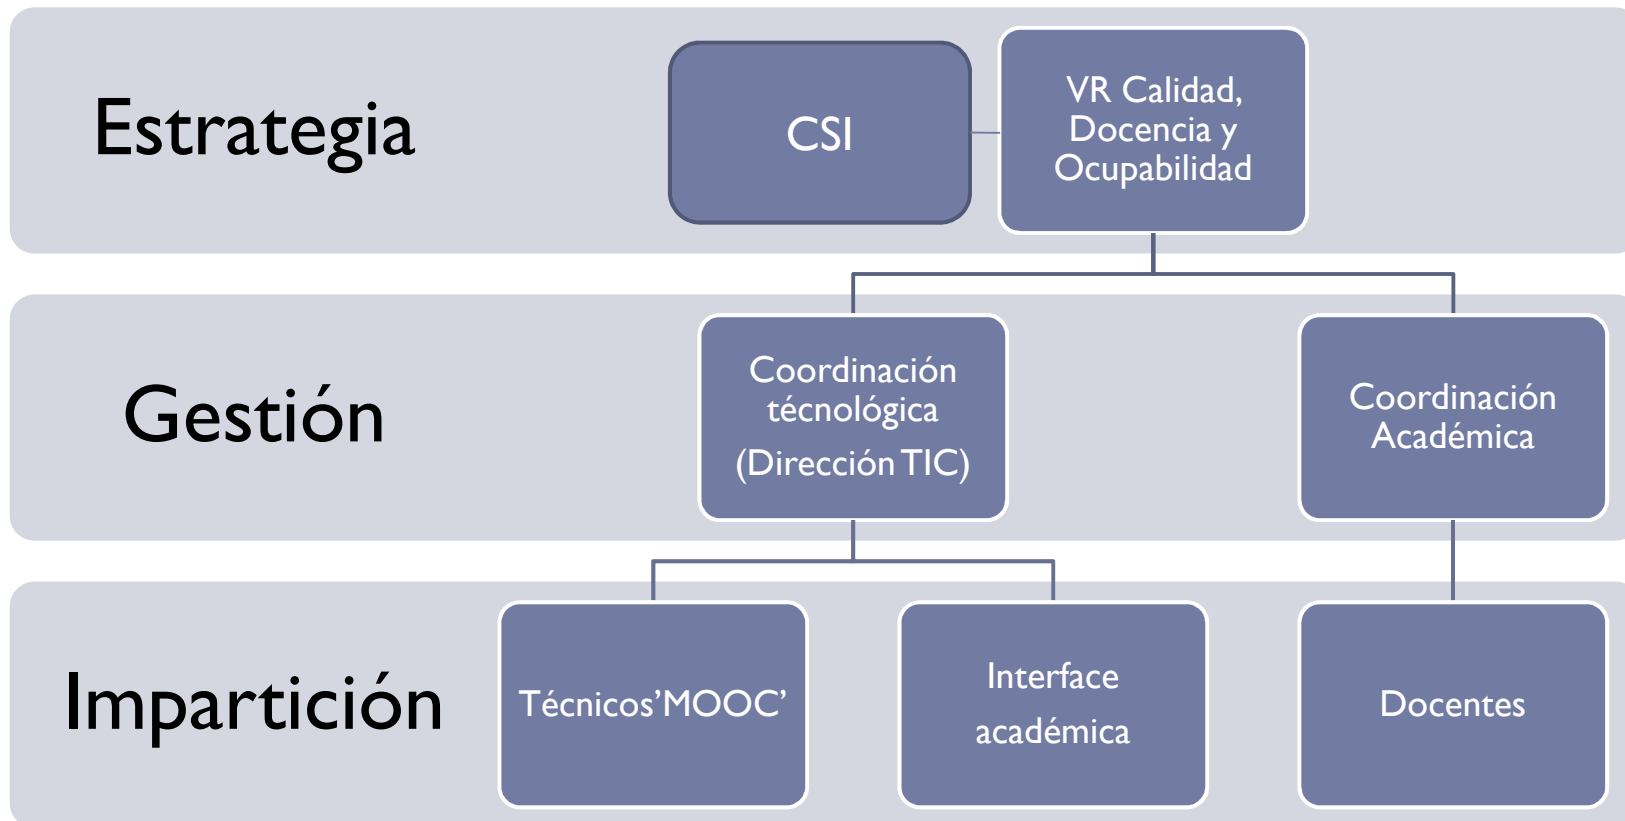 Estrategia
CSI
VR Calidad,
Docencia y
Ocupabilidad
Gestión
Coordinación
técnológica
(Dirección TIC)
Coordinación
Académica
Impartición
Técnicos’MOOC’
Interface
académica
Docentes